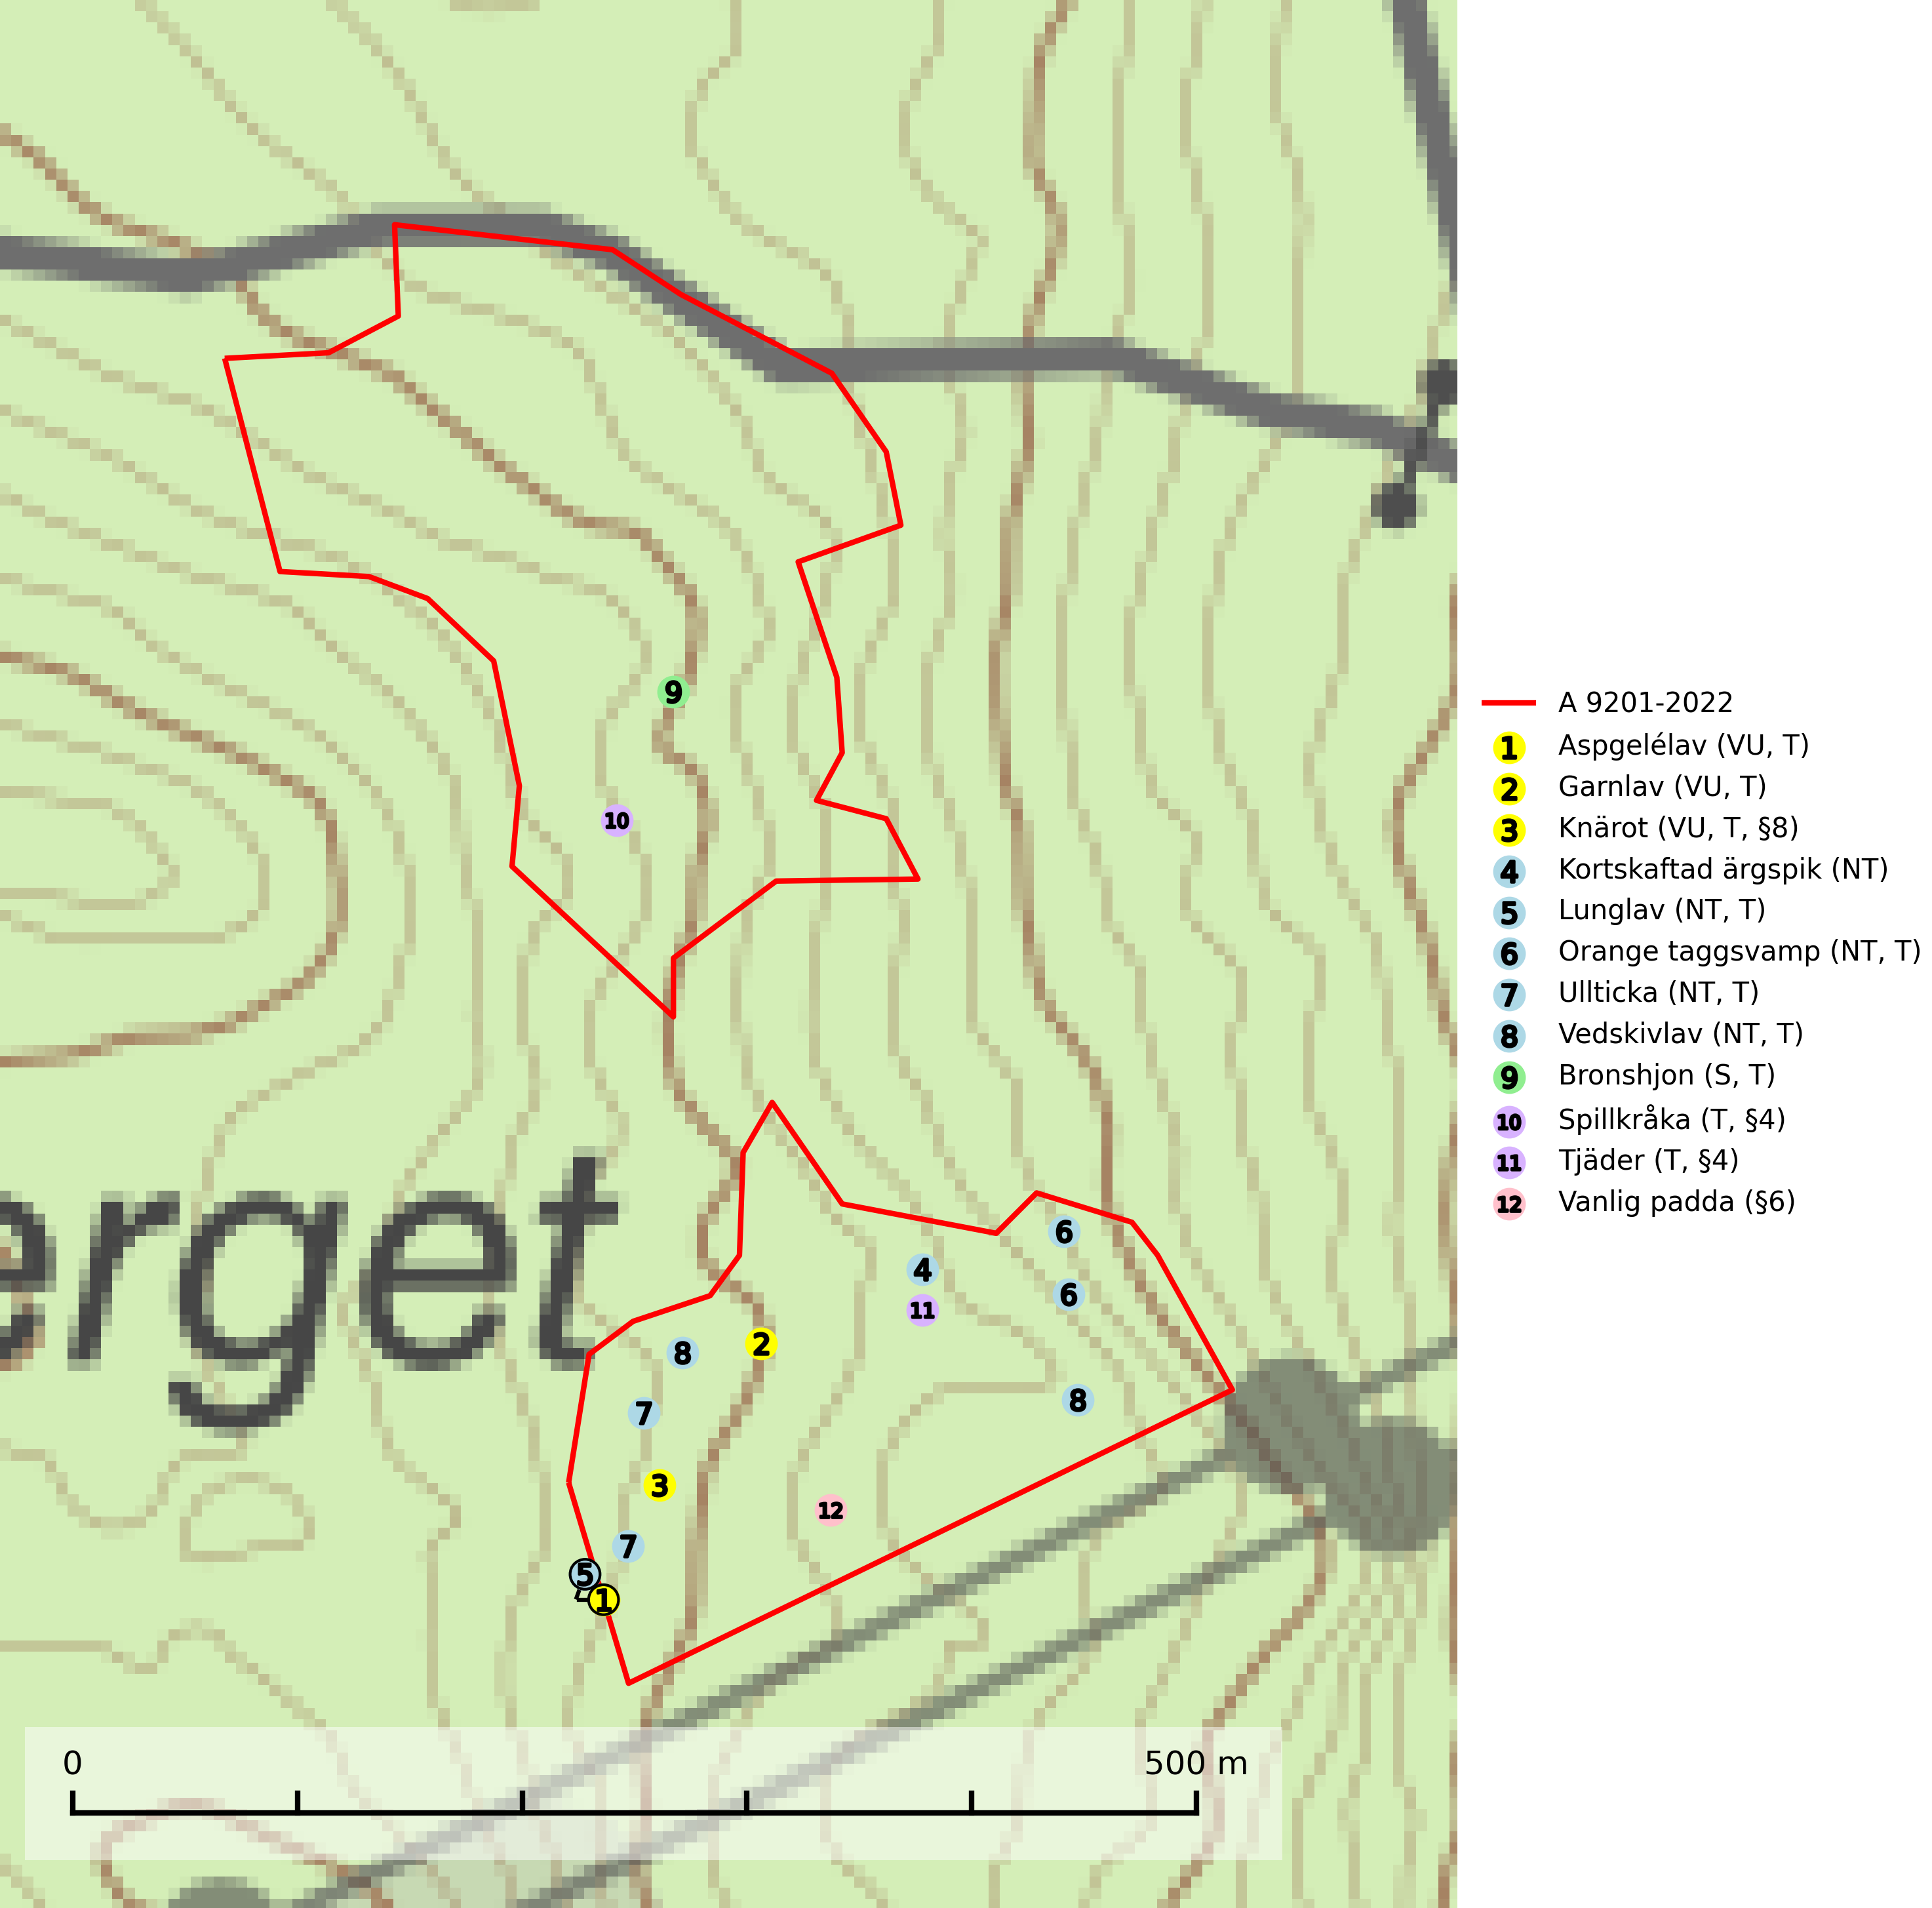 9
10
6
4
6
11
2
8
7
8
3
12
7
5
1
erget
0 500 m
A 9201-2022
1 Aspgelélav (VU, T)
2 Garnlav (VU, T)
3 Knärot (VU, T, §8)
4 Kortskaftad ärgspik (NT)
5 Lunglav (NT, T)
6 Orange taggsvamp (NT, T)
7 Ullticka (NT, T)
8 Vedskivlav (NT, T)
9 Bronshjon (S, T)
10 Spillkråka (T, §4)
11 Tjäder (T, §4)
12 Vanlig padda (§6)